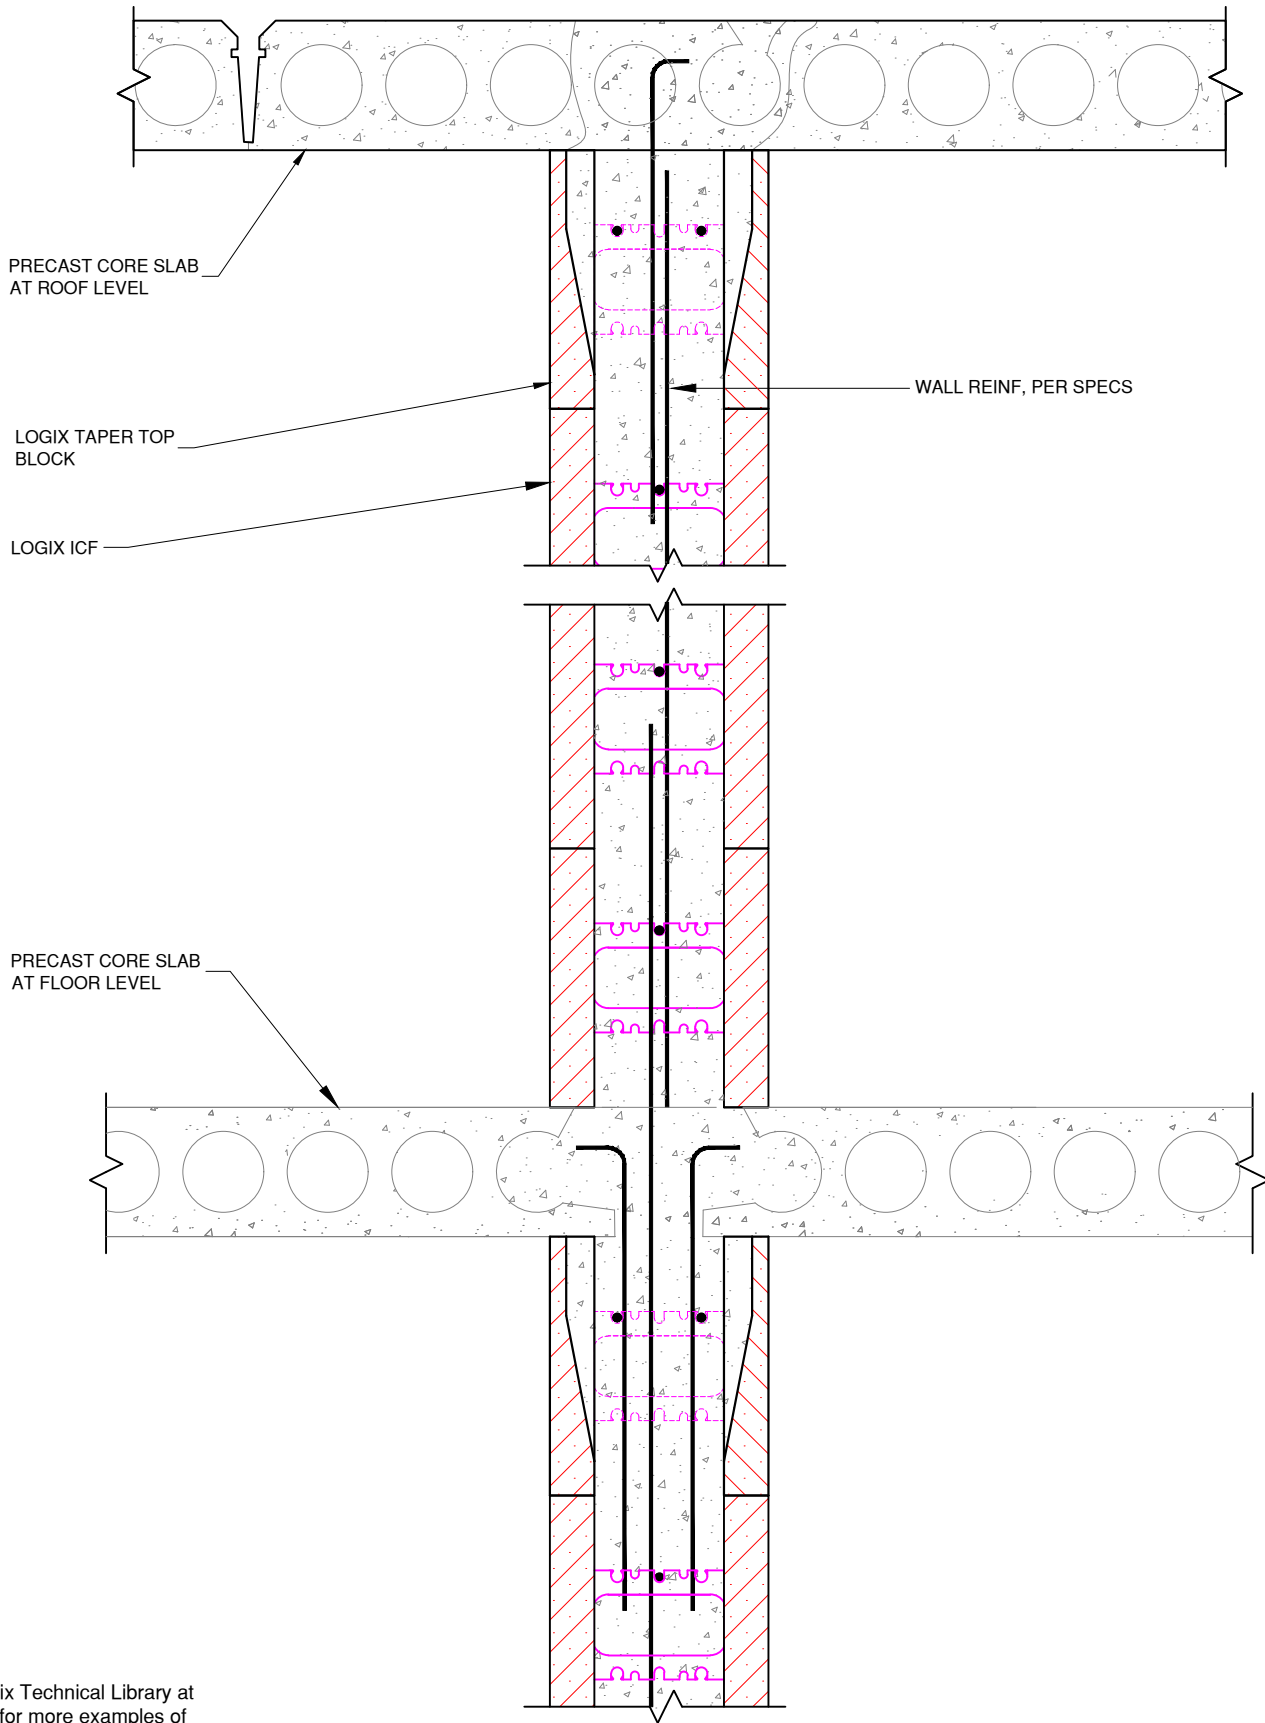 PRECAST CORE SLAB
AT ROOF LEVEL
WALL REINF, PER SPECS
LOGIX TAPER TOP
BLOCK
LOGIX ICF
PRECAST CORE SLAB
AT FLOOR LEVEL
ix Technical Library at
for more examples of